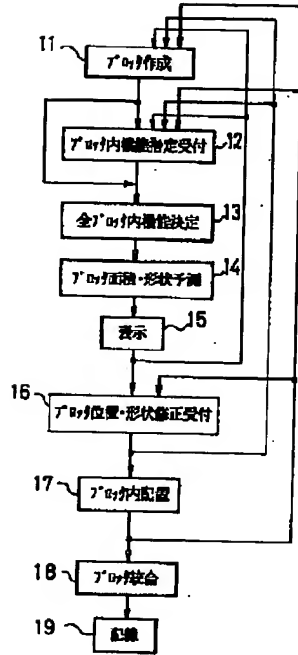 11
ブロック作成
ブロック内機能指定受付
12
全ブロック内機能決定
13
ブロック面積・形状予測
14
表示
15
16
ブロック位置・形状修正受付
17
ブロック内配置
18
ブロック統合
19
記録